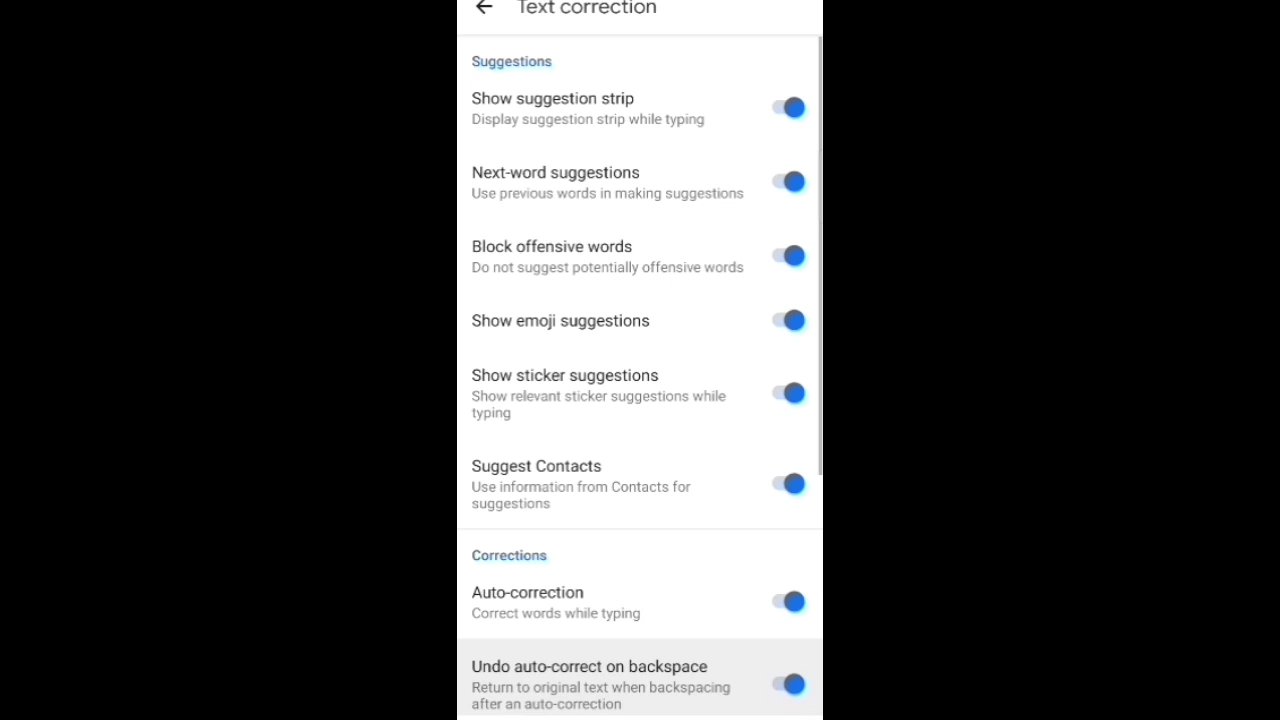 Text correction
Suggestions
Show suggestion strip
Display suggestion strip while typing
Next-word suggestions
Use previous words in making suggestions
Block offensive words
Do not suggest potentially offensive words
Show emoji suggestions
Show sticker suggestions
Show relevant sticker suggestions while
typing
Suggest Contacts
Use information from Contacts for
suggestions
Corrections
Auto-correction
Correct words while typing
Undo auto-correct on backspace
Return to original text when backspacing
after an auto-correction